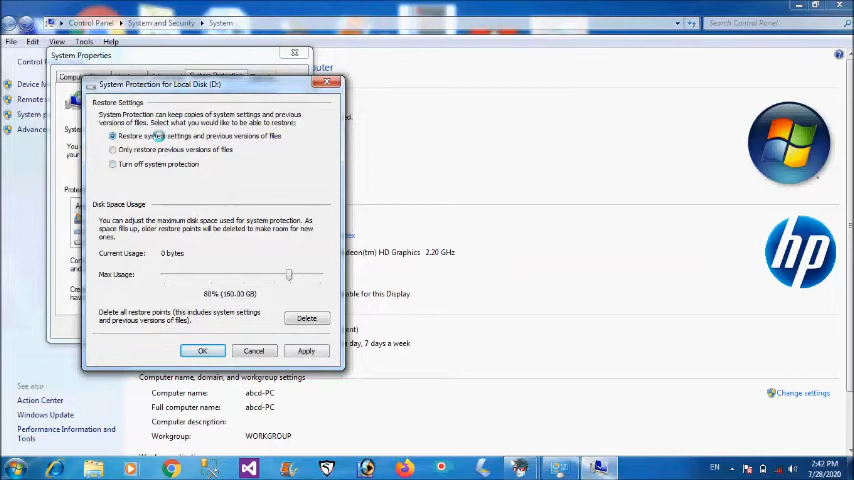 Control Panel ▸ System and Security ▸ System
Search Control Panel
File Edit View Tools Help
System Properties
System Protection for Local Disk (D:)
Restore Settings
System Protection can keep copies of system settings and previous
versions of files. Select what you would like to be able to restore:
Restore system settings and previous versions of files
Only restore previous versions of files
Turn off system protection
Disk Space Usage
You can adjust the maximum disk space used for system protection. As
space fills up, older restore points will be deleted to make room for new
ones.
Current Usage: 0 bytes
Max Usage:
80% (160.00 GB)
Delete all restore points (this includes system settings
and previous versions of files).
Delete
OK Cancel Apply
HD Graphics 2.20 GHz
for this Display
a day, 7 days a week
hp
Computer name, domain, and workgroup settings
Computer name: abcd-PC
Full computer name: abcd-PC
Computer description:
Workgroup: WORKGROUP
Change settings
See also
Action Center
Windows Update
Performance Information and
Tools
EN
2:42 PM
7/28/2020